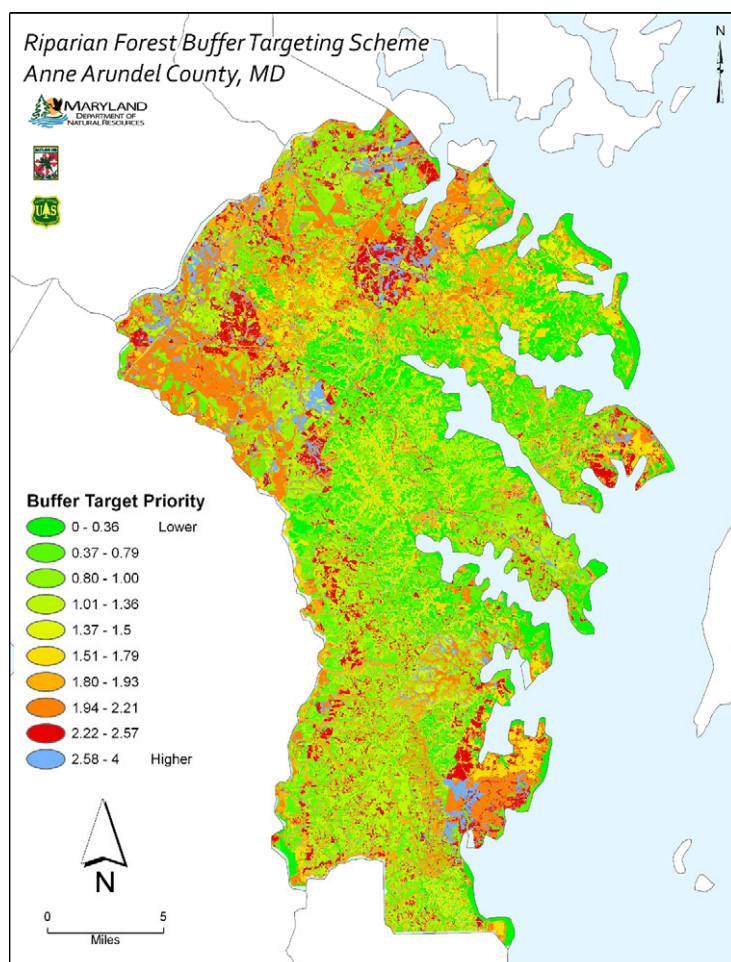 Riparian Forest Buffer Targeting Scheme
Anne Arundel County, MD
N
MARYLAND
DEPARTMENT OF
NATURAL RESOURCES
U S
Buffer Target Priority
0 - 0.36 Lower
0.37 - 0.79
0.80 - 1.00
1.01 - 1.36
1.37 - 1.5
1.51 - 1.79
1.80 - 1.93
1.94 - 2.21
2.22 - 2.57
2.58 - 4 Higher
N
0 5
Miles